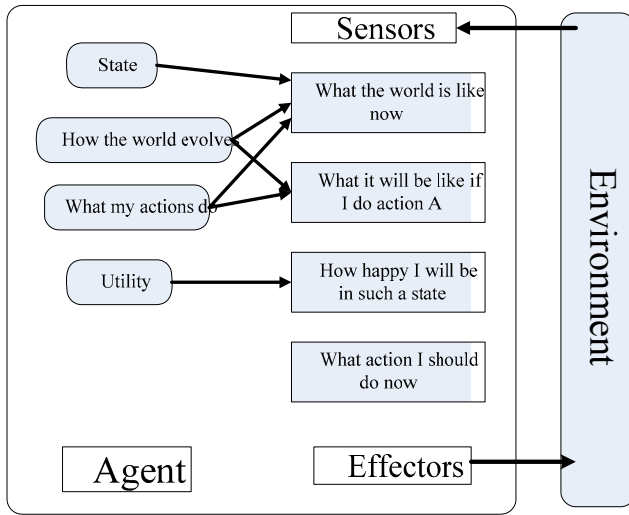 Sensors
State
What the world is like
now
How the world evolves
What it will be like if
I do action A
What my actions do
How happy I will be
in such a state
Utility
What action I should
do now
Agent
Effectors
Environment